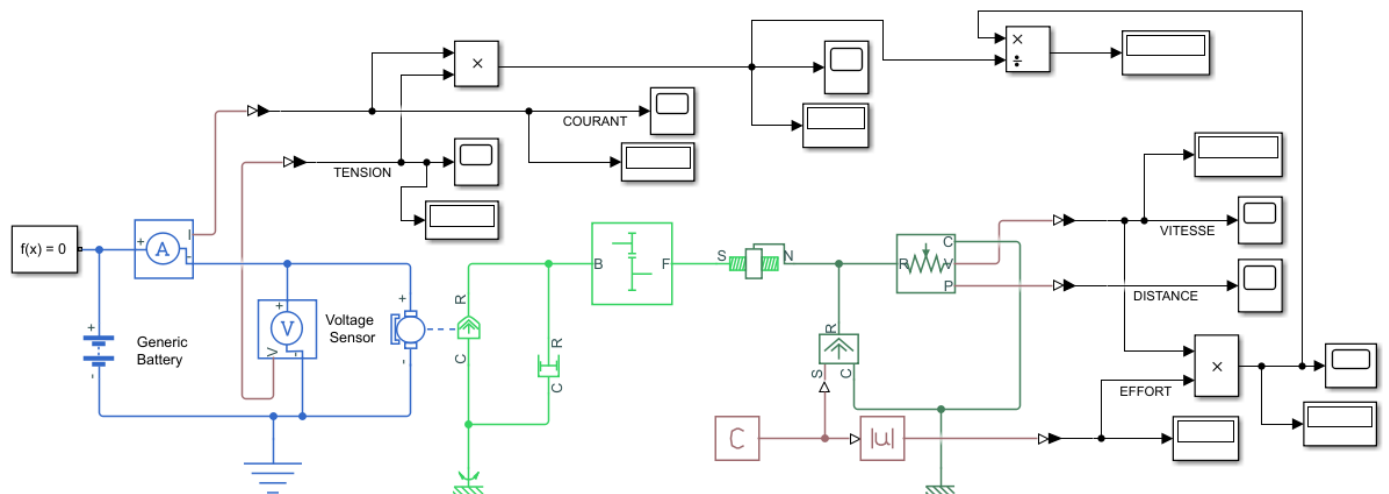 ×
×
÷
COURANT
TENSION
f(x) = 0
+
A
I
-
VITESSE
B
F
S
N
R
C
V
P
DISTANCE
+
V
-
V
Voltage
Sensor
+
-
R
C
R
C
+
-
Generic
Battery
R
S
C
×
EFFORT
C
|u|